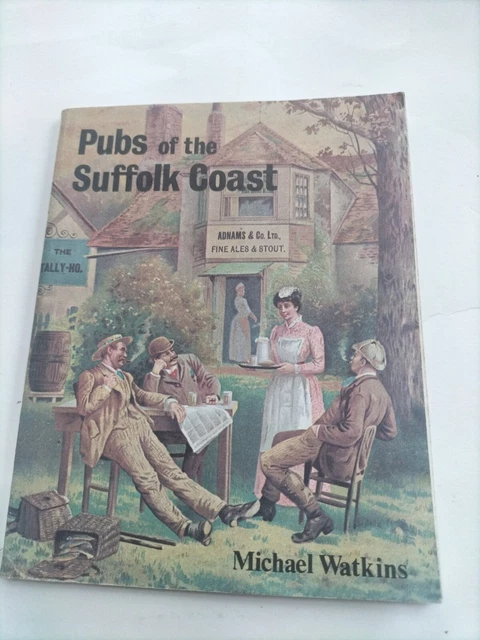 Pubs of the
Suffolk Coast
ADNAMS & Co. LTD.,
FINE ALES & STOUT.
THE
TALLY-HO.
Michael Watkins